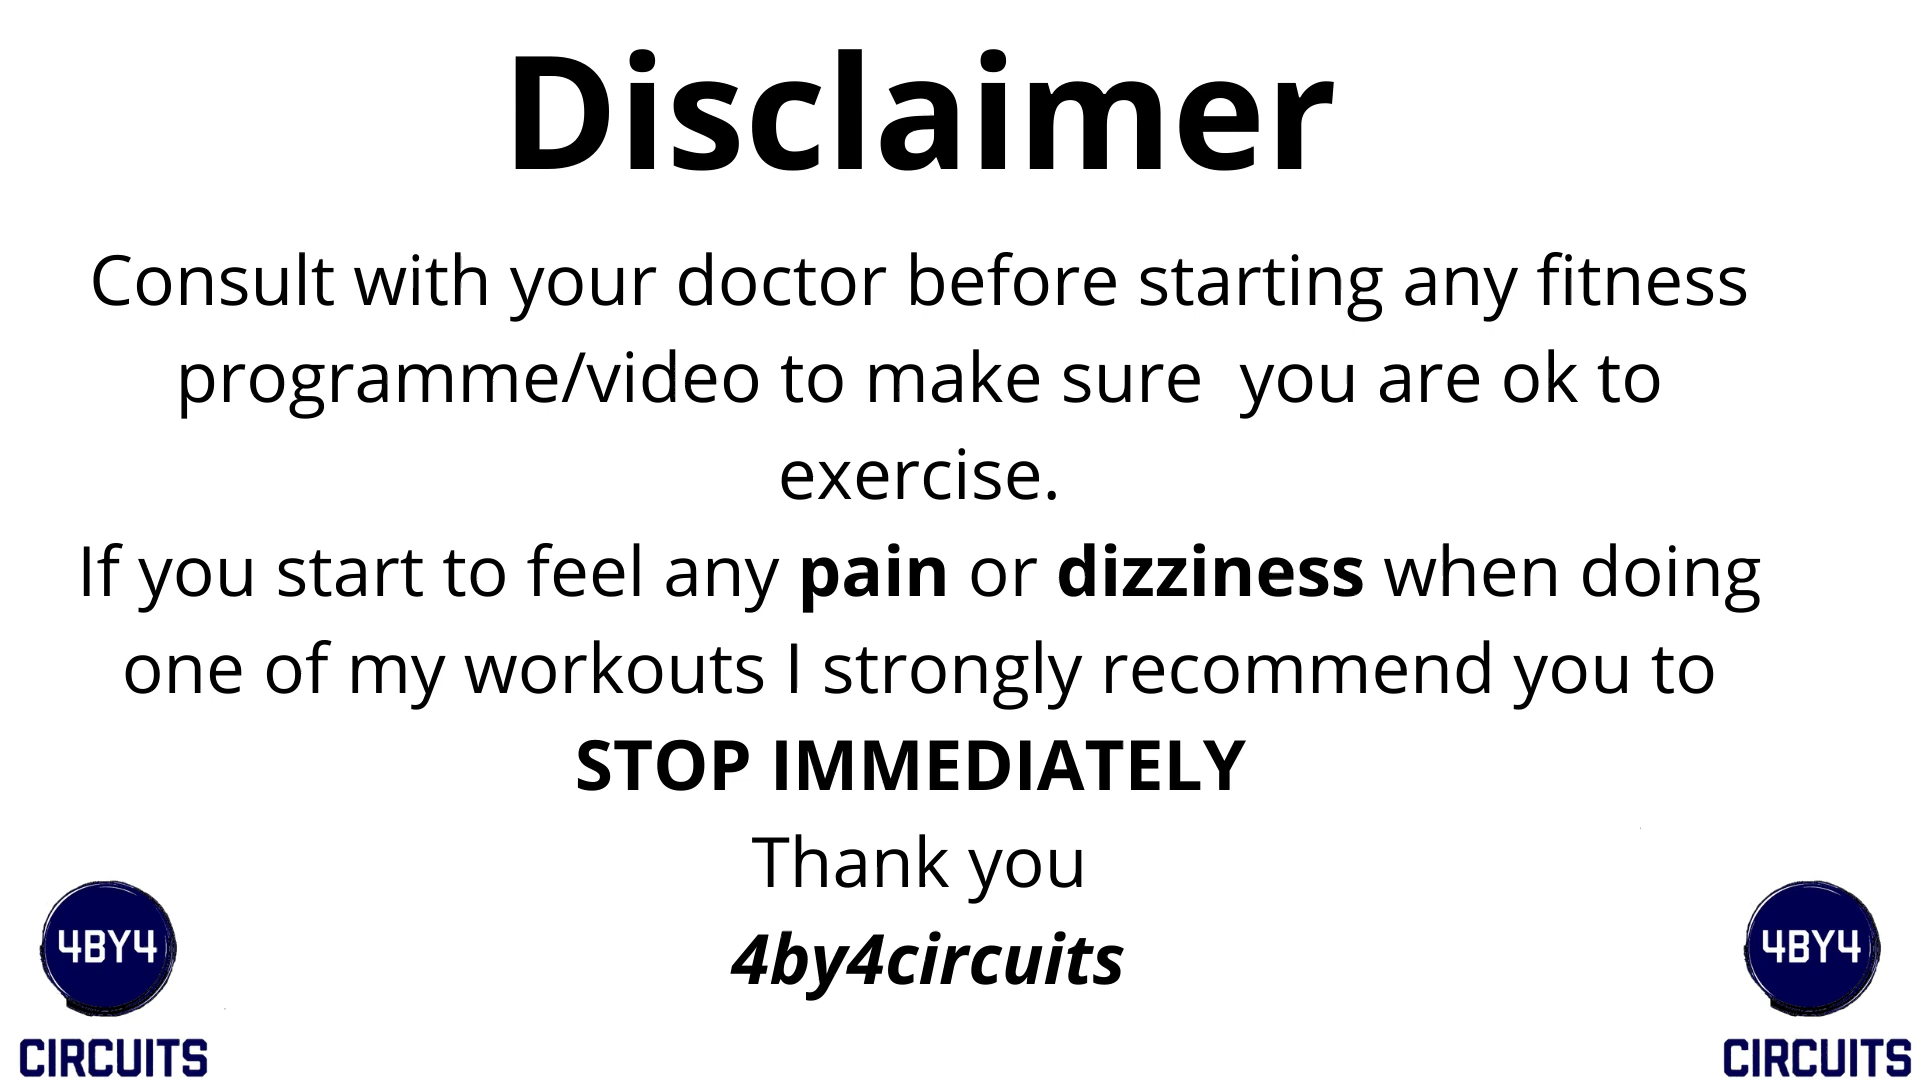 Disclaimer
Consult with your doctor before starting any fitness
programme/video to make sure  you are ok to
exercise.
If you start to feel any pain or dizziness when doing
one of my workouts I strongly recommend you to
STOP IMMEDIATELY
Thank you
4by4circuits
4BY4
CIRCUITS
4BY4
CIRCUITS